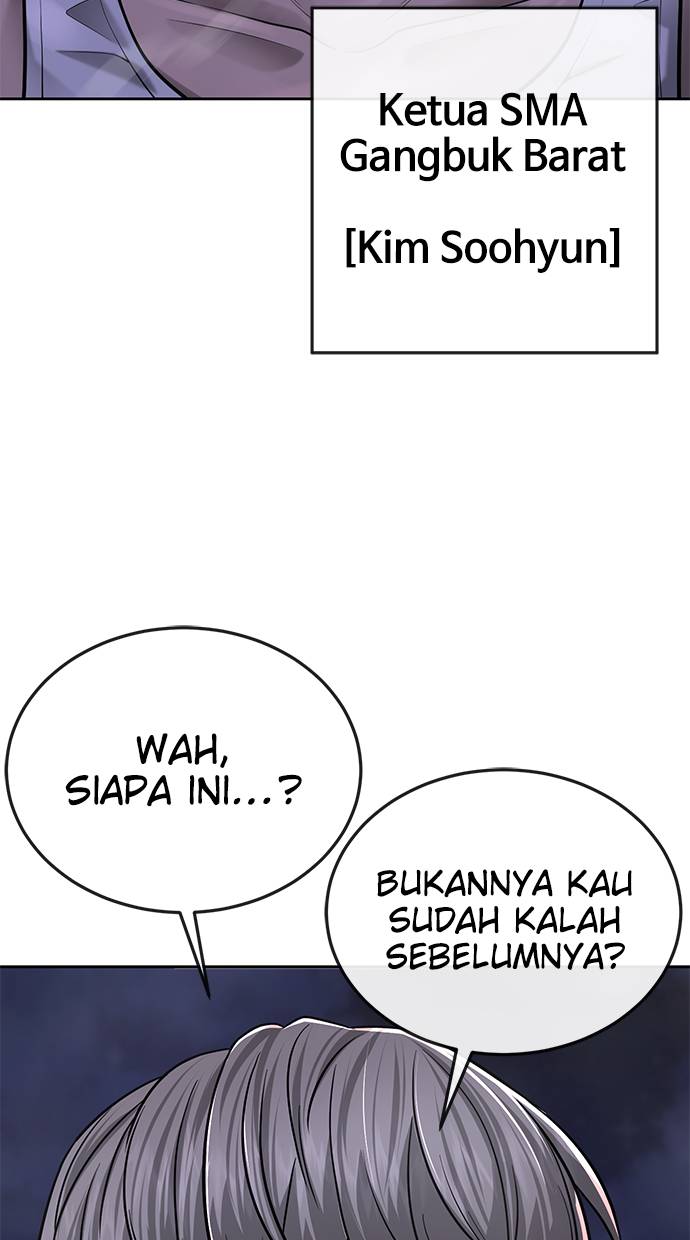 Ketua SMA
Gangbuk Barat
[Kim Soohyun]
WAH,
SIAPA INI...?
BUKANNYA KAU
SUDAH KALAH
SEBELUMNYA?